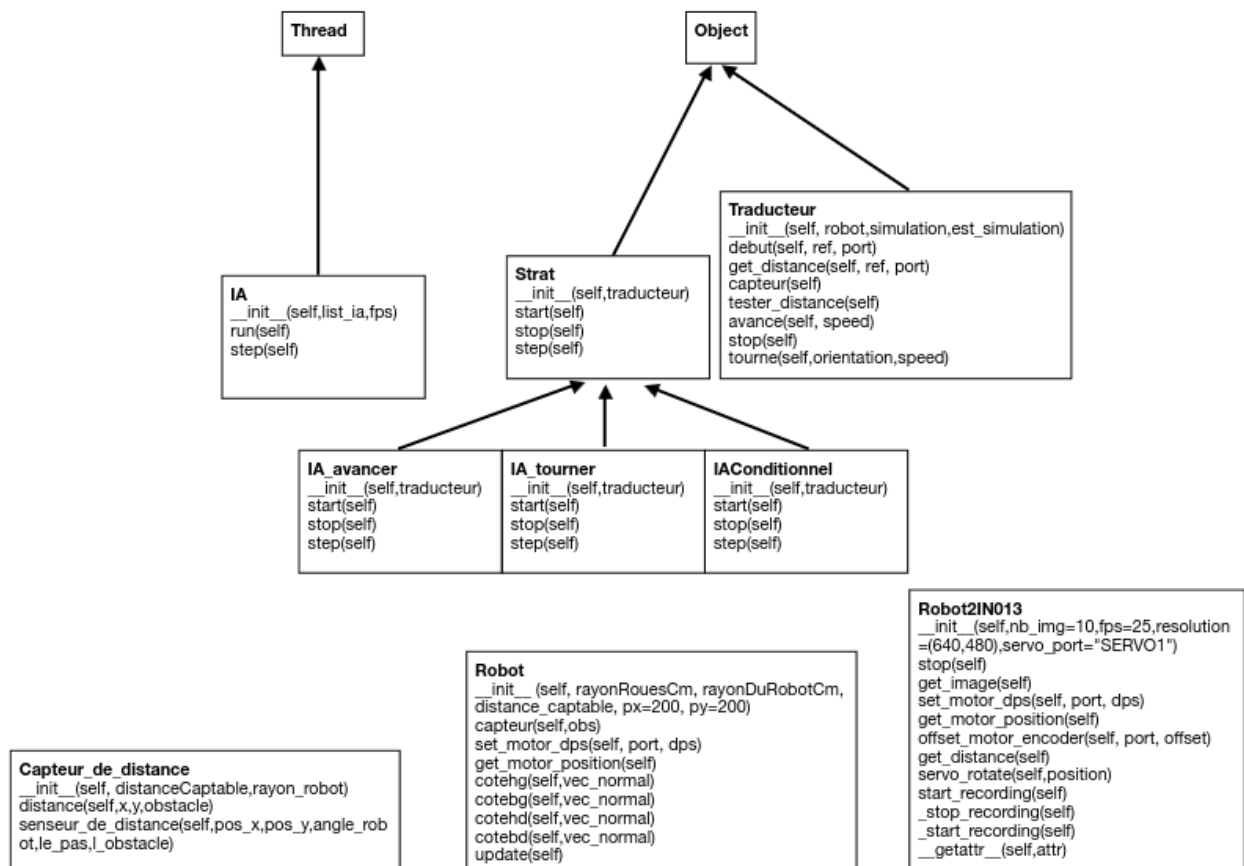 Thread
Object
IA
__init__(self,list_ia,fps)
run(self)
step(self)
Strat
__init__(self,traducteur)
start(self)
stop(self)
step(self)
Traducteur
__init__(self, robot,simulation,est_simulation)
debut(self, ref, port)
get_distance(self, ref, port)
capteur(self)
tester_distance(self)
avance(self, speed)
stop(self)
tourne(self,orientation,speed)
IA_avancer
__init__(self,traducteur)
start(self)
stop(self)
step(self)
IA_tourner
__init__(self,traducteur)
start(self)
stop(self)
step(self)
IAConditionnel
__init__(self,traducteur)
start(self)
stop(self)
step(self)
Capteur_de_distance
__init__(self, distanceCaptable,rayon_robot)
distance(self,x,y,obstacle)
senseur_de_distance(self,pos_x,pos_y,angle_rob
ot,le_pas,l_obstacle)
Robot
__init__ (self, rayonRouesCm, rayonDuRobotCm,
distance_captable, px=200, py=200)
capteur(self,obs)
set_motor_dps(self, port, dps)
get_motor_position(self)
cotehg(self,vec_normal)
cotebg(self,vec_normal)
cotehd(self,vec_normal)
cotebd(self,vec_normal)
update(self)
Robot2IN013
__init__(self,nb_img=10,fps=25,resolution
=(640,480),servo_port="SERVO1")
stop(self)
get_image(self)
set_motor_dps(self, port, dps)
get_motor_position(self)
offset_motor_encoder(self, port, offset)
get_distance(self)
servo_rotate(self,position)
start_recording(self)
_stop_recording(self)
_start_recording(self)
__getattr__(self,attr)